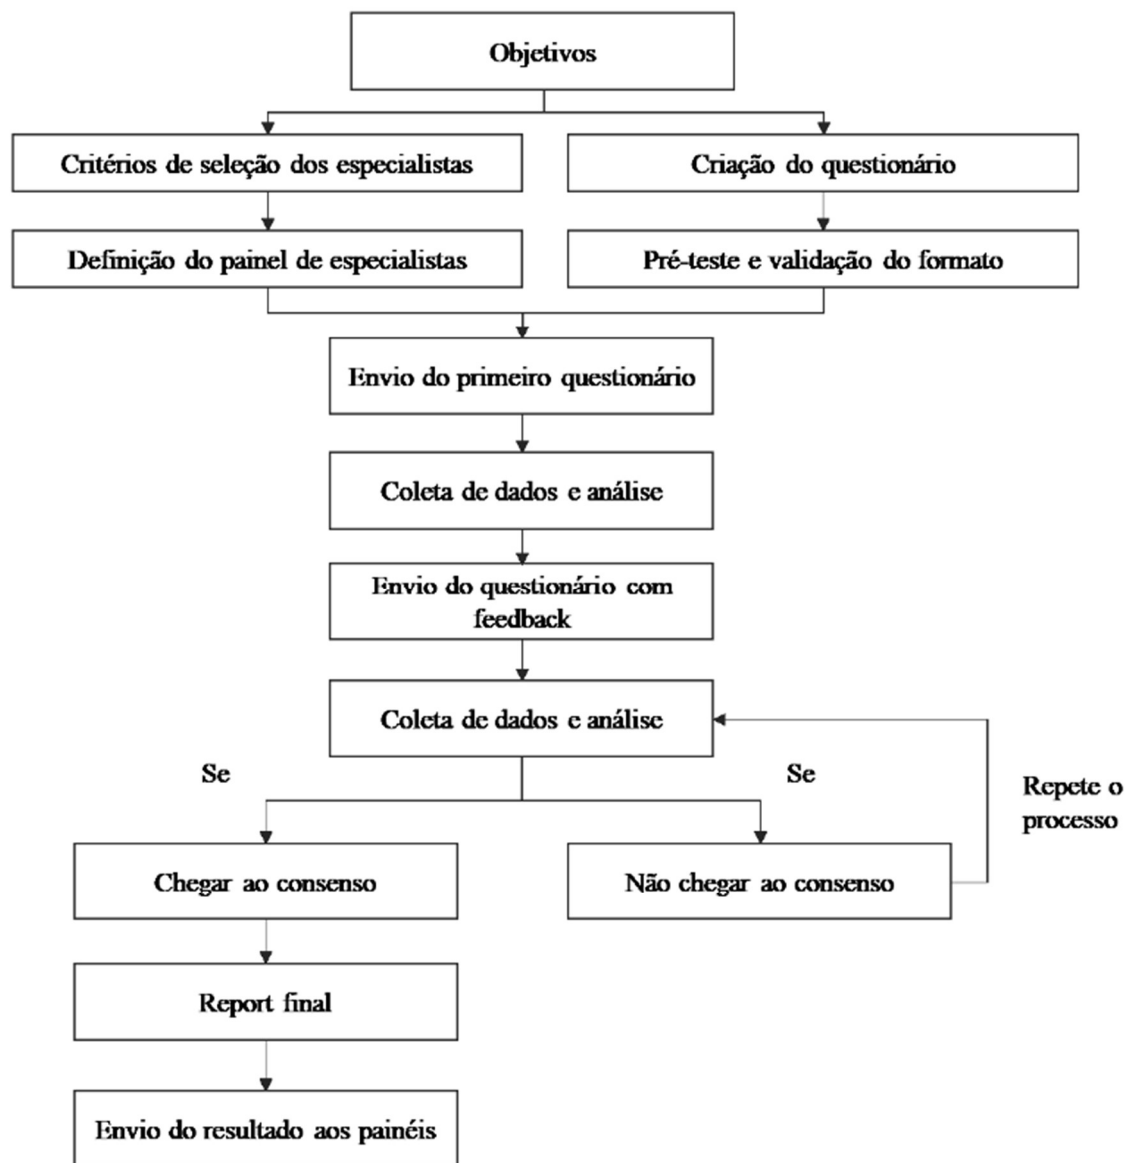 Objetivos
Critérios de seleção dos especialistas
Criação do questionário
Definição do painel de especialistas
Pré-teste e validação do formato
Envio do primeiro questionário
Coleta de dados e análise
Envio do questionário com
feedback
Coleta de dados e análise
Se
Se
Repete o
processo
Chegar ao consenso
Não chegar ao consenso
Report final
Envio do resultado aos painéis